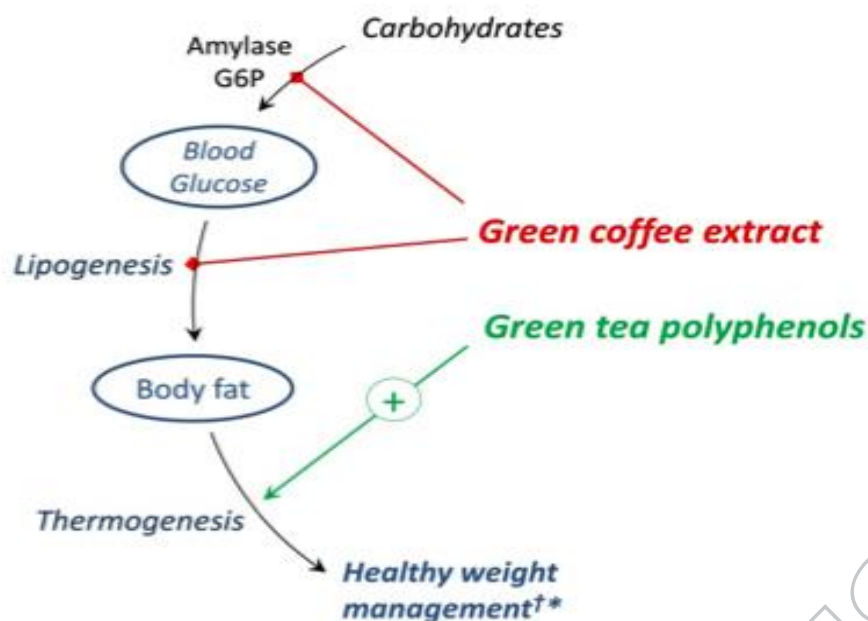 Carbohydrates
Amylase
G6P
Blood
Glucose
Green coffee extract
Lipogenesis
Green tea polyphenols
Body fat
+
Thermogenesis
Healthy weight
management†*